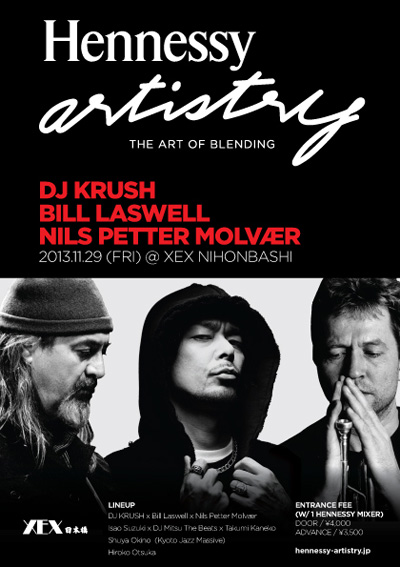 Hennessy
artistry
THE ART OF BLENDING
DJ KRUSH
BILL LASWELL
NILS PETTER MOLVÆR
2013.11.29 (FRI) @ XEX NIHONBASHI
XEX 日本橋
LINEUP
DJ KRUSH x Bill Laswell x Nils Petter Molvær
Isao Suzuki x DJ Mitsu The Beats x Takumi Kaneko
Shuya Okino (Kyoto Jazz Massive)
Hiroko Otsuka
ENTRANCE FEE
(W/ 1 HENNESSY MIXER)
DOOR / ¥4,000
ADVANCE / ¥3,500
hennessy-artistry.jp